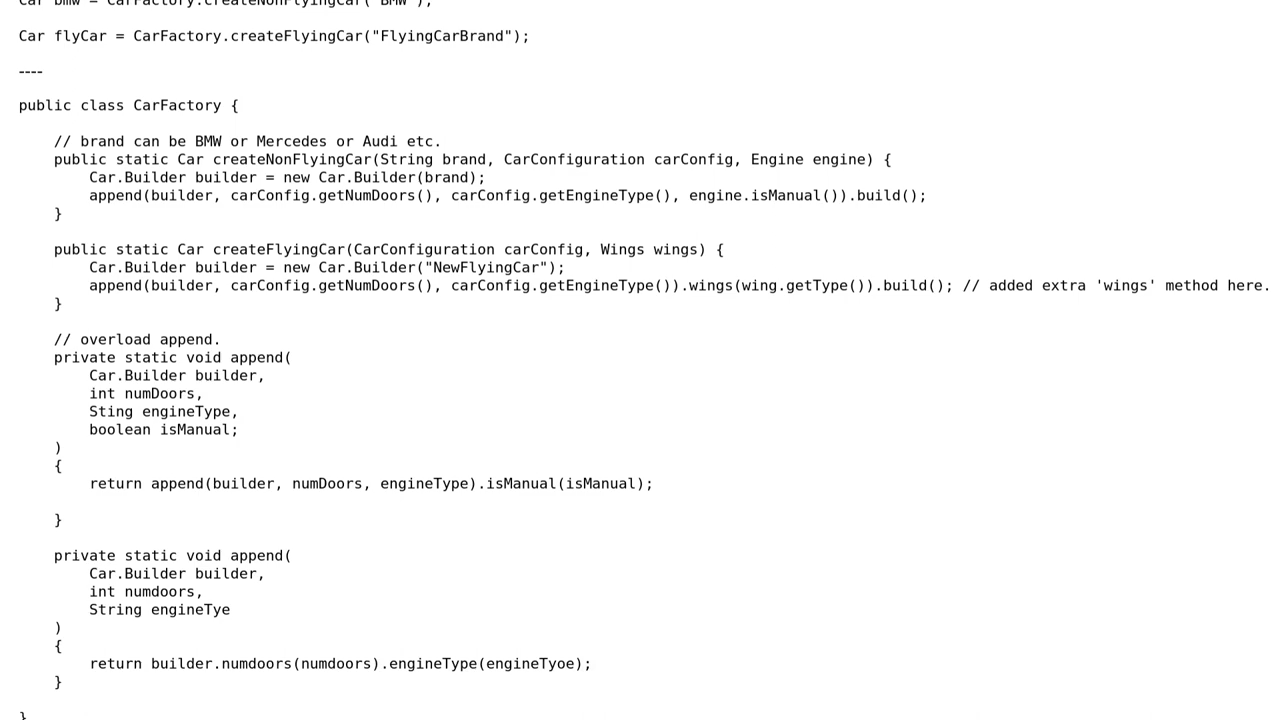 Car bmw = CarFactory.createNonFlyingCar("BMW");
Car flyCar = CarFactory.createFlyingCar("FlyingCarBrand");
----
public class CarFactory {
// brand can be BMW or Mercedes or Audi etc.
public static Car createNonFlyingCar(String brand, CarConfiguration carConfig, Engine engine) {
Car.Builder builder = new Car.Builder(brand);
append(builder, carConfig.getNumDoors(), carConfig.getEngineType(), engine.isManual()).build();
}
public static Car createFlyingCar(CarConfiguration carConfig, Wings wings) {
Car.Builder builder = new Car.Builder("NewFlyingCar");
append(builder, carConfig.getNumDoors(), carConfig.getEngineType()).wings(wing.getType()).build(); // added extra 'wings' method here.
}
// overload append.
private static void append(
Car.Builder builder,
int numDoors,
Sting engineType,
boolean isManual;
)
{
return append(builder, numDoors, engineType).isManual(isManual);
}
private static void append(
Car.Builder builder,
int numdoors,
String engineTye
)
{
return builder.numdoors(numdoors).engineType(engineTyoe);
}
}